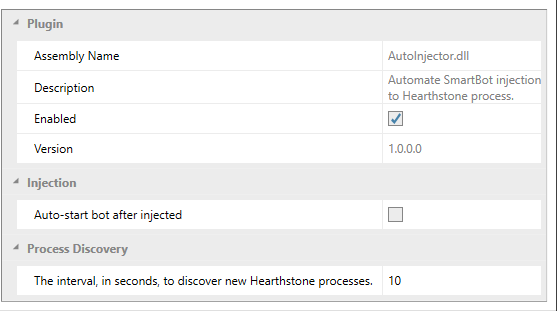 Plugin
Assembly Name AutoInjector.dll
Description Automate SmartBot injection
to Hearthstone process.
Enabled
Version 1.0.0.0
Injection
Auto-start bot after injected
Process Discovery
The interval, in seconds, to discover new Hearthstone processes. 10